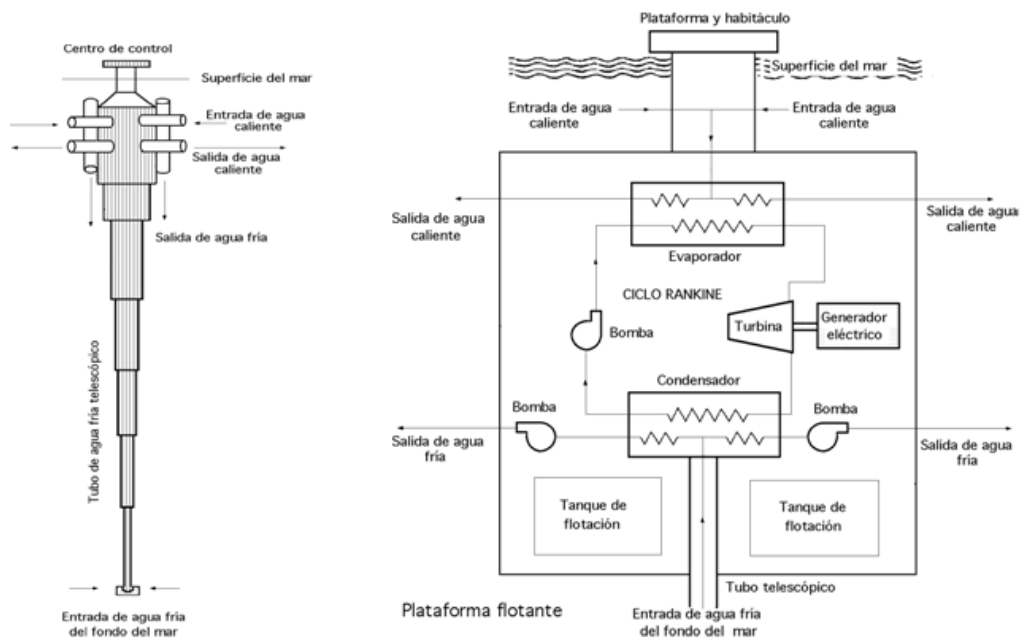 Centro de control
Superficie del mar
Entrada de agua
caliente
Salida de agua
caliente
Salida de agua fría
Tubo de agua fría telescópico
Entrada de agua fría
del fondo del mar
Plataforma y habitáculo
Superficie del mar
Entrada de agua
caliente
Entrada de agua
caliente
Salida de agua
caliente
Salida de agua
caliente
Evaporador
CICLO RANKINE
Bomba
Turbina
Generador
eléctrico
Condensador
Bomba
Bomba
Salida de agua
fría
Salida de agua
fría
Tanque de
flotación
Tanque de
flotación
Tubo telescópico
Plataforma flotante
Entrada de agua fría
del fondo del mar